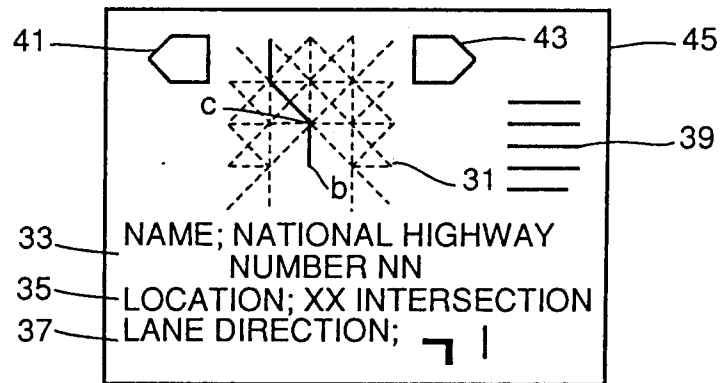 41
43
45
c
39
b
31
33
NAME; NATIONAL HIGHWAY
NUMBER NN
35
LOCATION; XX INTERSECTION
37
LANE DIRECTION;